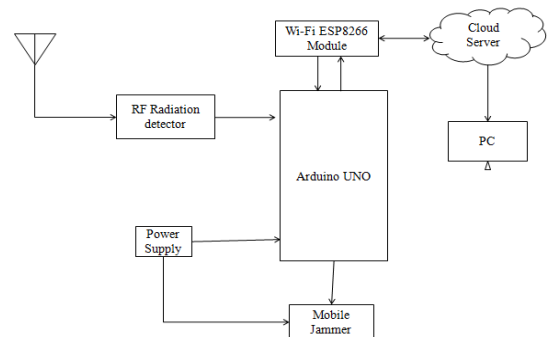 Wi-Fi ESP8266
Module
Cloud
Server
RF Radiation
detector
PC
Arduino UNO
Power
Supply
Mobile
Jammer